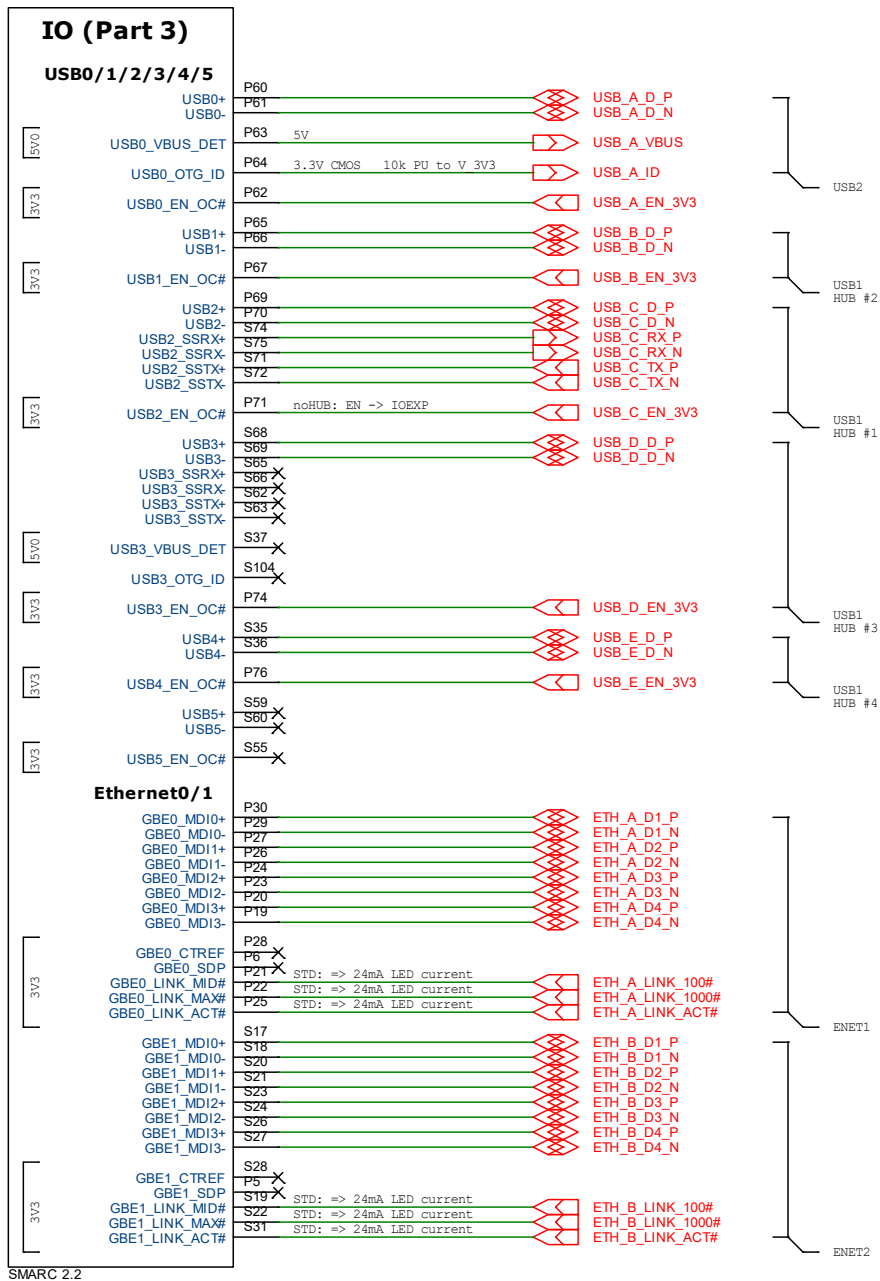 IO (Part 3)
USB0/1/2/3/4/5
USB0+ P60 USB_A_D_P
USB0- P61 USB_A_D_N
5V0 USB0_VBUS_DET P63 5V USB_A_VBUS
USB0_OTG_ID P64 3.3V CMOS 10k PU to V_3V3 USB_A_ID
USB2
3V3 USB0_EN_OC# P62 USB_A_EN_3V3
USB1+ P65 USB_B_D_P
USB1- P66 USB_B_D_N
3V3 USB1_EN_OC# P67 USB_B_EN_3V3
USB1
HUB #2
USB2+ P69 USB_C_D_P
USB2- P70 USB_C_D_N
USB2_SSRX+ S74 USB_C_RX_P
USB2_SSRX- S75 USB_C_RX_N
USB2_SSTX+ S71 USB_C_TX_P
USB2_SSTX- S72 USB_C_TX_N
3V3 USB2_EN_OC# P71 noHUB: EN -> IOEXP USB_C_EN_3V3
USB1
HUB #1
USB3+ S68 USB_D_D_P
USB3- S69 USB_D_D_N
USB3_SSRX+ S65
USB3_SSRX- S66
USB3_SSTX+ S62
USB3_SSTX- S63
5V0 USB3_VBUS_DET S37
USB3_OTG_ID S104
3V3 USB3_EN_OC# P74 USB_D_EN_3V3
USB1
HUB #3
USB4+ S35 USB_E_D_P
USB4- S36 USB_E_D_N
3V3 USB4_EN_OC# P76 USB_E_EN_3V3
USB1
HUB #4
USB5+ S59
USB5- S60
3V3 USB5_EN_OC# S55
Ethernet0/1
GBE0_MDI0+ P30 ETH_A_D1_P
GBE0_MDI0- P29 ETH_A_D1_N
GBE0_MDI1+ P27 ETH_A_D2_P
GBE0_MDI1- P26 ETH_A_D2_N
GBE0_MDI2+ P24 ETH_A_D3_P
GBE0_MDI2- P23 ETH_A_D3_N
GBE0_MDI3+ P20 ETH_A_D4_P
GBE0_MDI3- P19 ETH_A_D4_N
GBE0_CTREF P28
GBE0_SDP P6
3V3 GBE0_LINK_MID# P21 STD: => 24mA LED current ETH_A_LINK_100#
GBE0_LINK_MAX# P22 STD: => 24mA LED current ETH_A_LINK_1000#
GBE0_LINK_ACT# P25 STD: => 24mA LED current ETH_A_LINK_ACT#
ENET1
GBE1_MDI0+ S17 ETH_B_D1_P
GBE1_MDI0- S18 ETH_B_D1_N
GBE1_MDI1+ S20 ETH_B_D2_P
GBE1_MDI1- S21 ETH_B_D2_N
GBE1_MDI2+ S23 ETH_B_D3_P
GBE1_MDI2- S24 ETH_B_D3_N
GBE1_MDI3+ S26 ETH_B_D4_P
GBE1_MDI3- S27 ETH_B_D4_N
GBE1_CTREF S28
GBE1_SDP P5
3V3 GBE1_LINK_MID# S19 STD: => 24mA LED current ETH_B_LINK_100#
GBE1_LINK_MAX# S22 STD: => 24mA LED current ETH_B_LINK_1000#
GBE1_LINK_ACT# S31 STD: => 24mA LED current ETH_B_LINK_ACT#
ENET2
SMARC 2.2